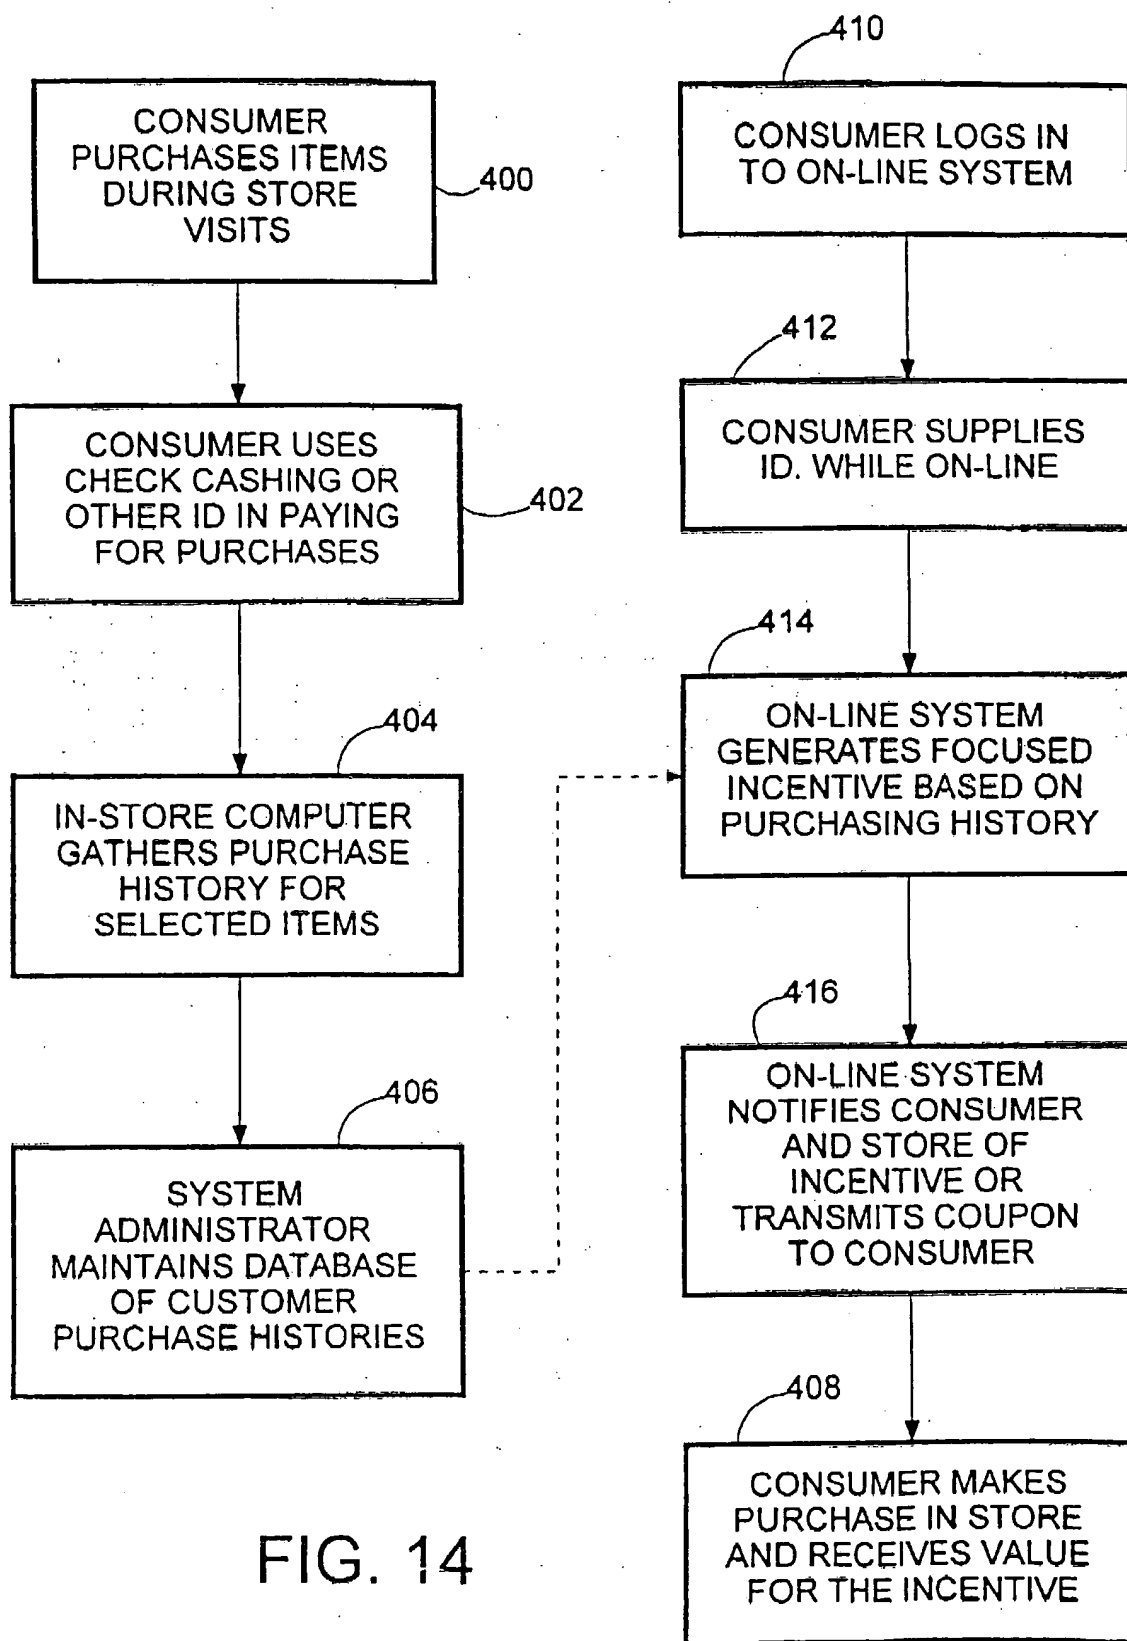 CONSUMER
PURCHASES ITEMS
DURING STORE
VISITS
400
CONSUMER USES
CHECK CASHING OR
OTHER ID IN PAYING
FOR PURCHASES
402
404
IN-STORE COMPUTER
GATHERS PURCHASE
HISTORY FOR
SELECTED ITEMS
406
SYSTEM
ADMINISTRATOR
MAINTAINS DATABASE
OF CUSTOMER
PURCHASE HISTORIES
410
CONSUMER LOGS IN
TO ON-LINE SYSTEM
412
CONSUMER SUPPLIES
ID. WHILE ON-LINE
414
ON-LINE SYSTEM
GENERATES FOCUSED
INCENTIVE BASED ON
PURCHASING HISTORY
416
ON-LINE SYSTEM
NOTIFIES CONSUMER
AND STORE OF
INCENTIVE OR
TRANSMITS COUPON
TO CONSUMER
408
CONSUMER MAKES
PURCHASE IN STORE
AND RECEIVES VALUE
FOR THE INCENTIVE
FIG. 14